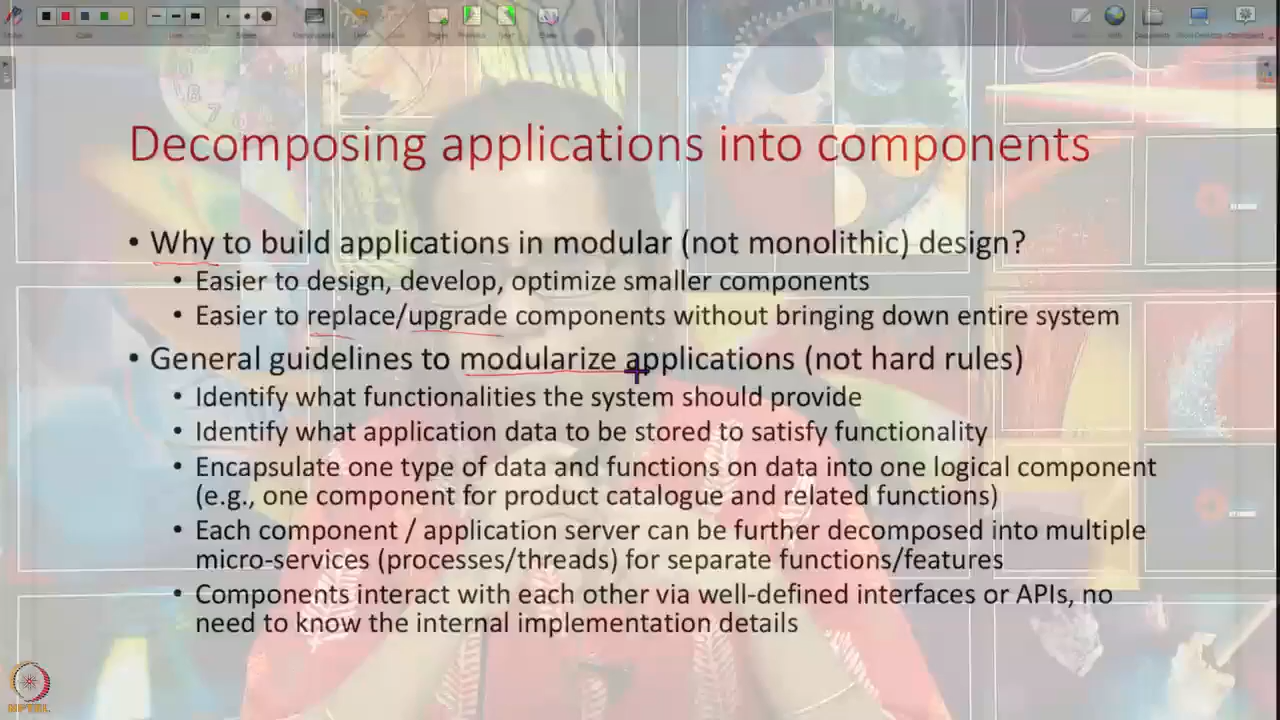 Decomposing applications into components
• Why to build applications in modular (not monolithic) design?
• Easier to design, develop, optimize smaller components
• Easier to replace/upgrade components without bringing down entire system
• General guidelines to modularize applications (not hard rules)
• Identify what functionalities the system should provide
• Identify what application data to be stored to satisfy functionality
• Encapsulate one type of data and functions on data into one logical component
(e.g., one component for product catalogue and related functions)
• Each component / application server can be further decomposed into multiple
micro-services (processes/threads) for separate functions/features
• Components interact with each other via well-defined interfaces or APIs, no
need to know the internal implementation details
NPTEL